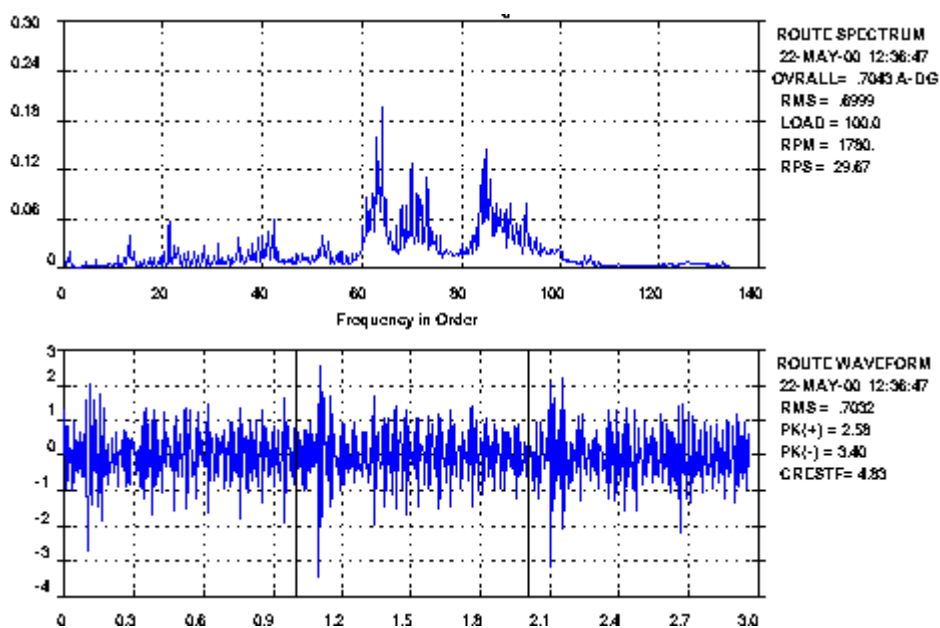 0.30
ROUTE SPECTRUM
22-MAY-00 12:36:47
0.24
OVRALL= .7043 A-DG
RMS = .6999
0.18
LOAD = 100.0
RPM = 1780.
RPS = 29.67
0.12
0.06
0
0 20 40 60 80 100 120 140
Frequency in Order
3
ROUTE WAVEFORM
2
22-MAY-00 12:36:47
RMS = .7032
1
PK(+) = 2.58
0
PK(-) = 3.40
CRESTF= 4.83
-1
-2
-3
-4
0 0.3 0.6 0.9 1.2 1.5 1.8 2.1 2.4 2.7 3.0